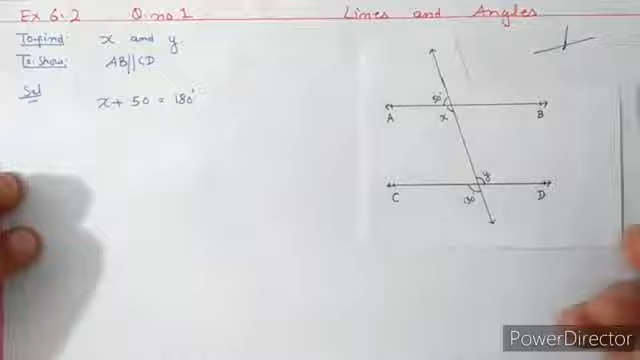 Ex 6.2 Q.no 1 Lines and Angles
To find: x and y.
To Show: AB||CD
Sol
x + 50 = 180°
50°
A B
x
y
C 130° D
PowerDirector